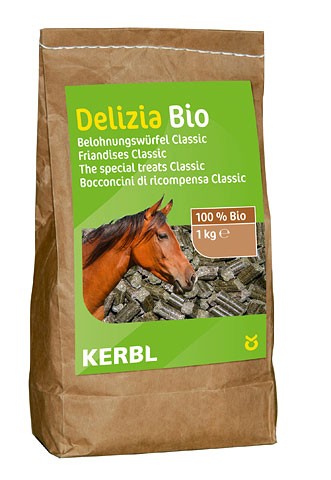 Delizia Bio
Belohnungswürfel Classic
Friandises Classic
The special treats Classic
Bocconcini di ricompensa Classic
100 % Bio
1 kg ℮
KERBL